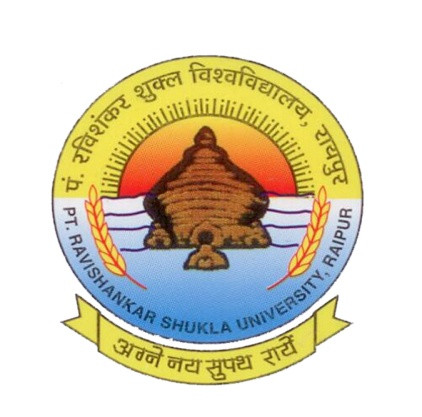 पं. रविशंकर शुक्ल विश्वविद्यालय, रायपुर
PT. RAVISHANKAR SHUKLA UNIVERSITY, RAIPUR
अग्ने नय सुपथ राये